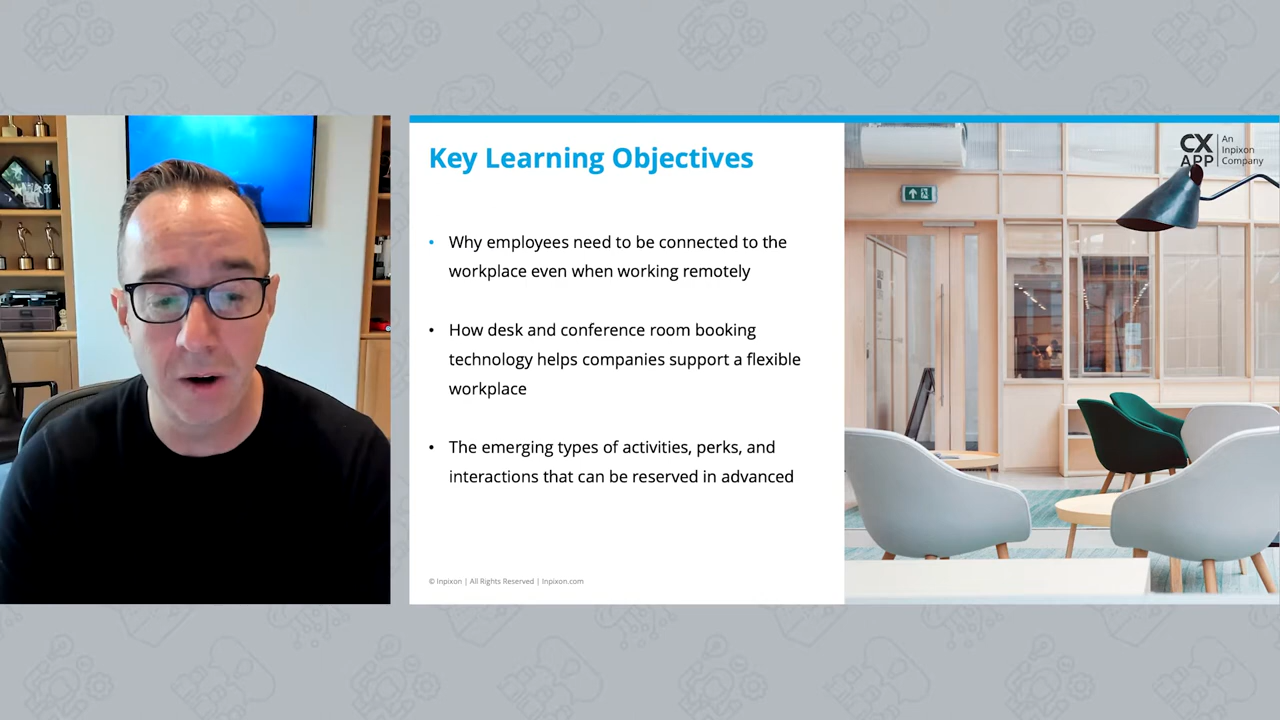 Key Learning Objectives
• Why employees need to be connected to the
workplace even when working remotely
• How desk and conference room booking
technology helps companies support a flexible
workplace
• The emerging types of activities, perks, and
interactions that can be reserved in advanced
© Inpixon | All Rights Reserved | Inpixon.com
CX
APP
An
Inpixon
Company